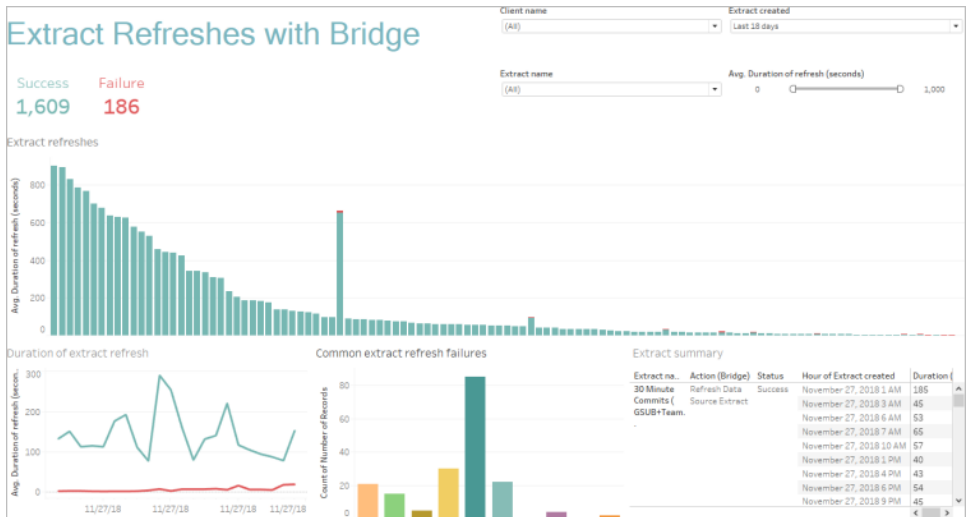 Extract Refreshes with Bridge
Client name
(All)
Extract created
Last 18 days
Success
Failure
1,609
186
Extract name
(All)
Avg. Duration of refresh (seconds)
0
1,000
Extract refreshes
Avg. Duration of refresh (seconds)
800
600
400
200
0
Duration of extract refresh
Avg. Duration of refresh (secon..
300
200
100
0
11/27/18 11/27/18 11/27/18 11/27/18
Common extract refresh failures
Count of Number of Records
80
60
40
20
0
Extract summary
Extract na.. Action (Bridge) Status Hour of Extract created Duration (
30 Minute Refresh Data Success November 27, 2018 1 AM 185
Commits ( Source Extract November 27, 2018 3 AM 45
GSUB+Team. November 27, 2018 6 AM 53
. November 27, 2018 7 AM 65
November 27, 2018 10 AM 57
November 27, 2018 1 PM 40
November 27, 2018 4 PM 43
November 27, 2018 6 PM 54
November 27, 2018 9 PM 45